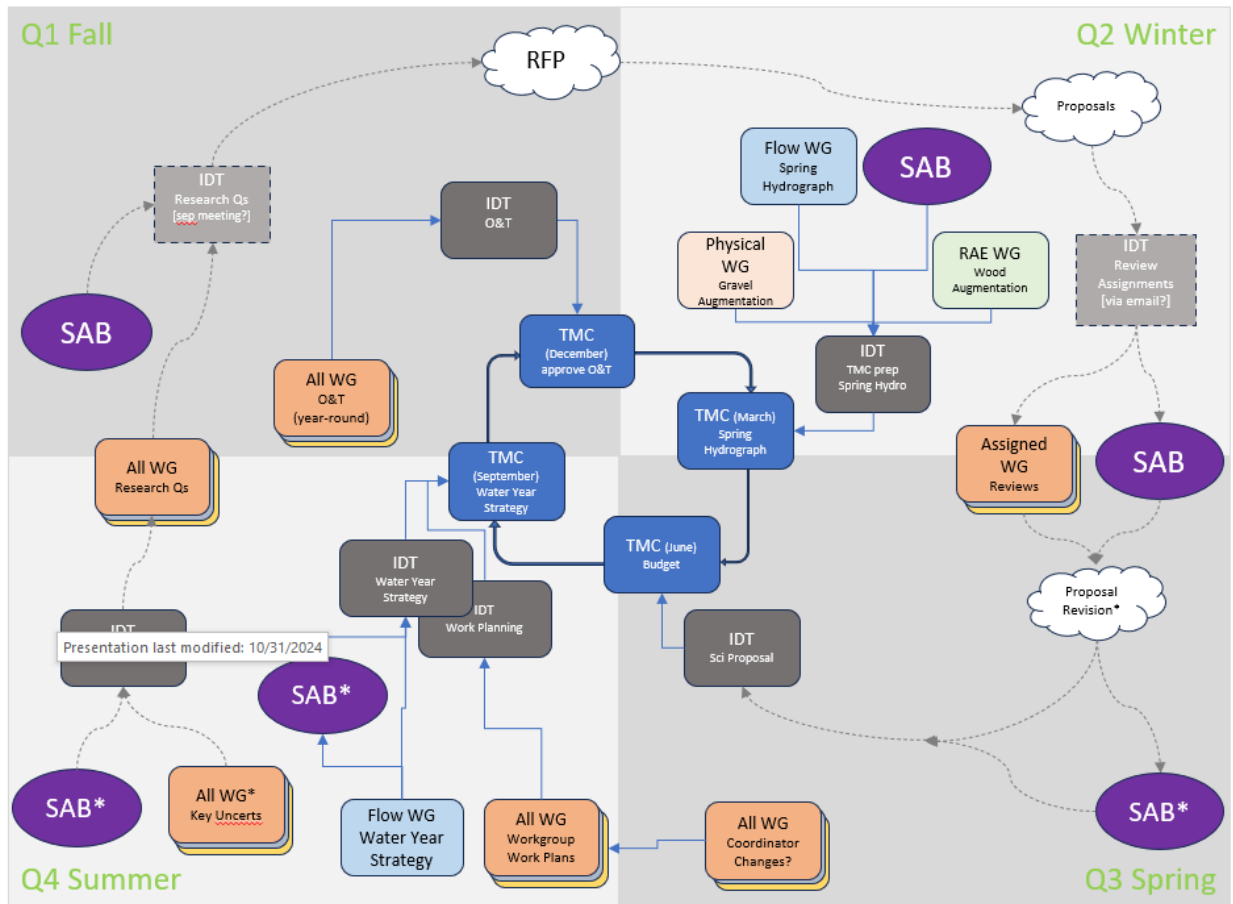 Q1 Fall
Q2 Winter
RFP
Proposals
Flow WG
Spring
Hydrograph
SAB
IDT
Research Qs
[sep meeting?]
IDT
O&T
Physical
WG
Gravel
Augmentation
RAE WG
Wood
Augmentation
IDT
Review
Assignments
[via email?]
SAB
TMC
(December)
approve O&T
IDT
TMC prep
Spring Hydro
All WG
O&T
(year-round)
TMC (March)
Spring
Hydrograph
All WG
Research Qs
TMC
(September)
Water Year
Strategy
Assigned
WG
Reviews
SAB
TMC (June)
Budget
IDT
Water Year
Strategy
IDT
Work Planning
Proposal
Revision*
IDT
Sci Proposal
Presentation last modified: 10/31/2024
SAB*
SAB*
All WG*
Key Uncerts
Flow WG
Water Year
Strategy
All WG
Workgroup
Work Plans
All WG
Coordinator
Changes?
SAB*
Q4 Summer
Q3 Spring